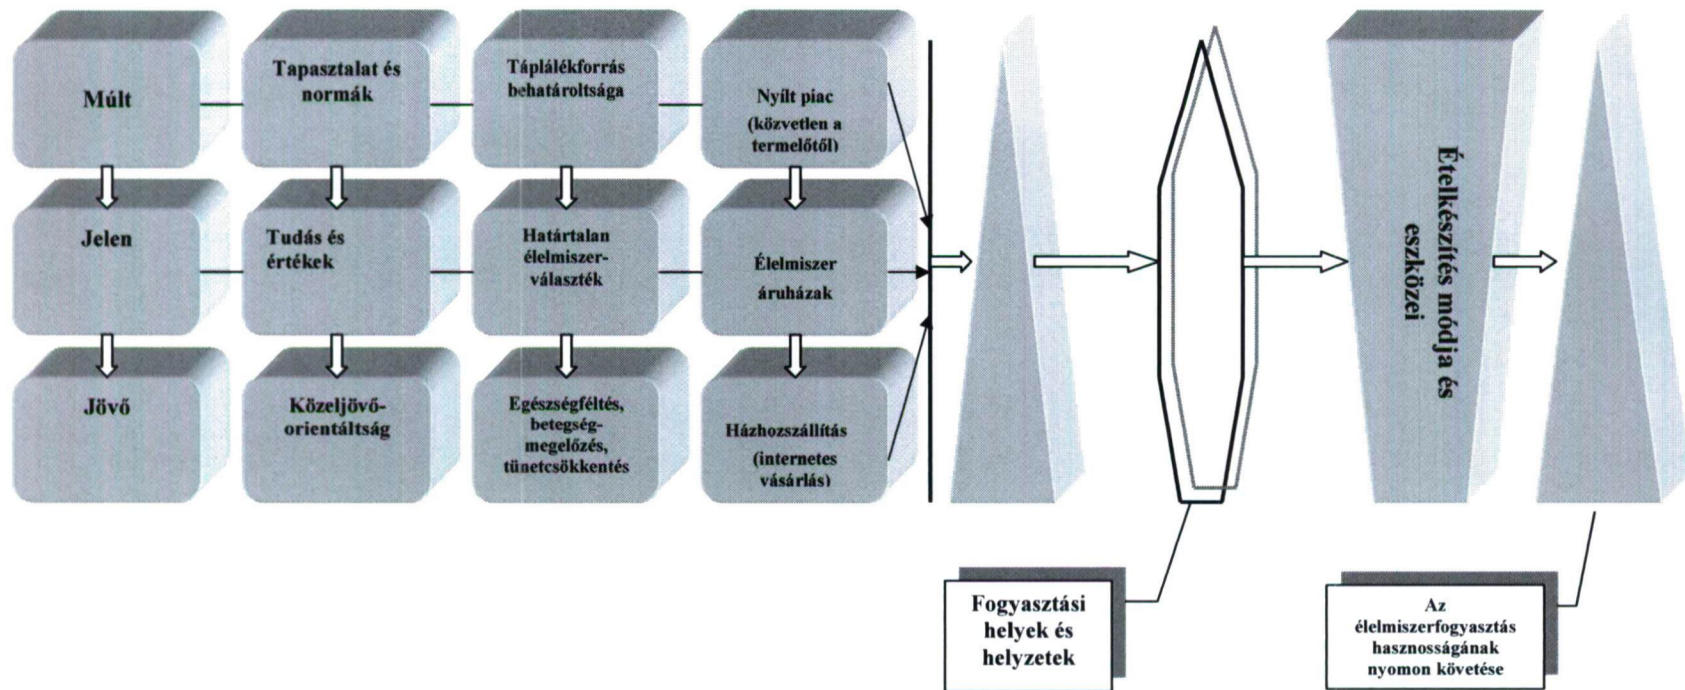 Múlt
Tapasztalat és
normák
Táplálékforrás
behatároltsága
Nyílt piac
(közvetlen a
termelőtől)
Jelen
Tudás és
értékek
Határtalan
élelmiszer-
választék
Élelmiszer
áruházak
Jövő
Közeljövő-
orientáltság
Egészségféltés,
betegség-
megelőzés,
tünetcsökkentés
Házhozszállítás
(internetes
vásárlás)
Ételkészítés módja és
eszközei
Fogyasztási
helyek és
helyzetek
Az
élelmiszerfogyasztás
hasznosságának
nyomon követése